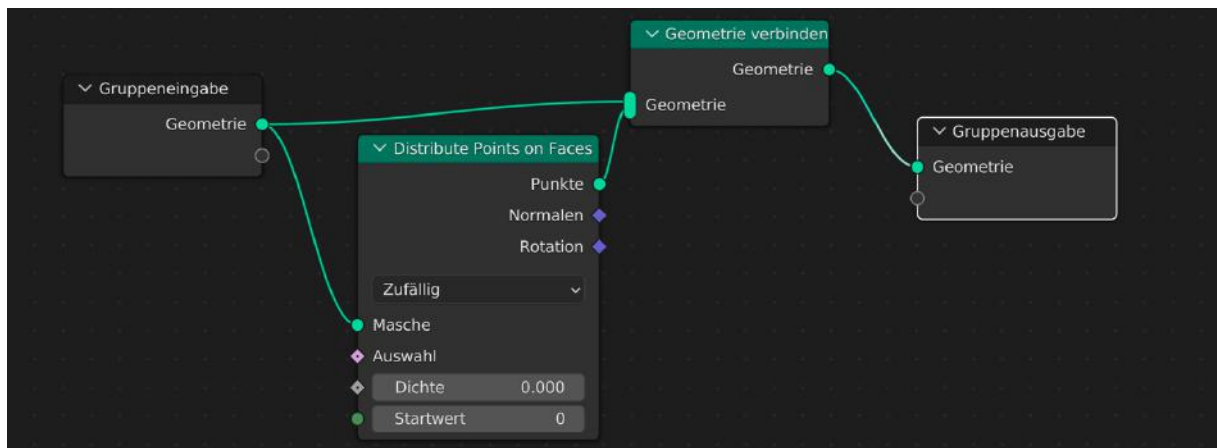 Gruppeneingabe
Geometrie
Distribute Points on Faces
Punkte
Normalen
Rotation
Zufällig
Masche
Auswahl
Dichte 0.000
Startwert 0
Geometrie verbinden
Geometrie
Geometrie
Gruppenausgabe
Geometrie